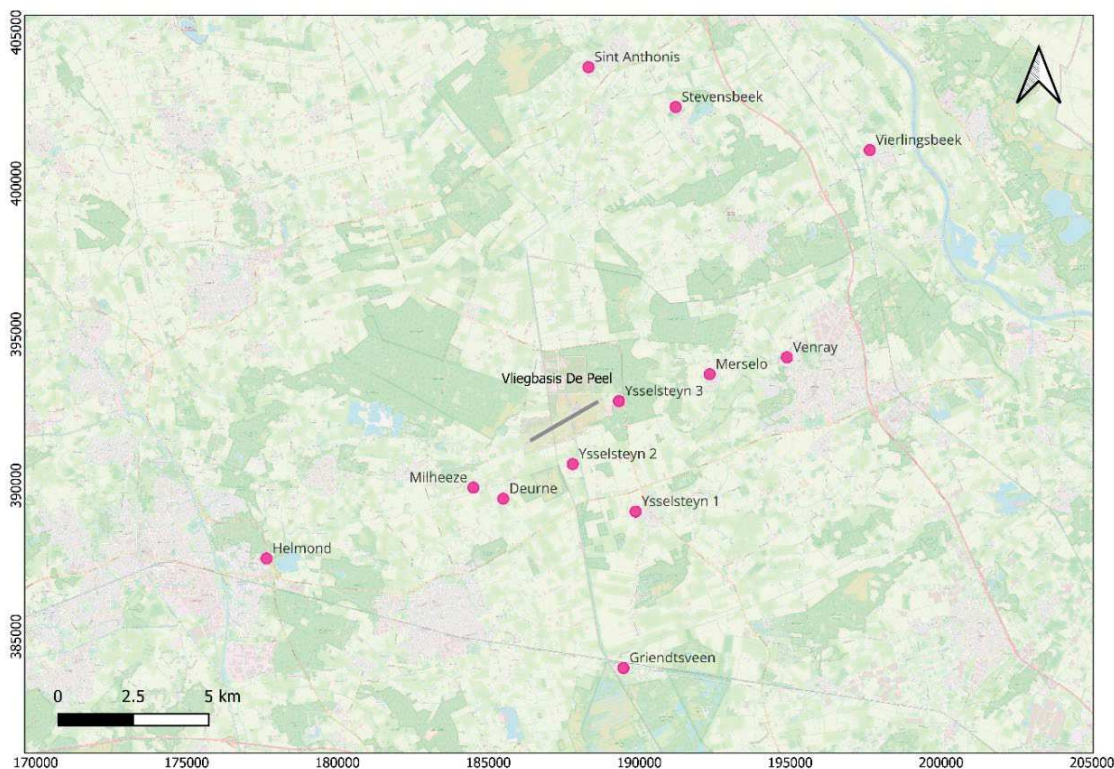 405000
400000
395000
390000
385000
Sint Anthonis
Stevensbeek
Vierlingsbeek
Venray
Merselo
Vliegbasis De Peel
Ysselsteyn 3
Ysselsteyn 2
Milheeze
Deurne
Ysselsteyn 1
Helmond
Griendtsveen
0 2.5 5 km
170000 175000 180000 185000 190000 195000 200000 205000